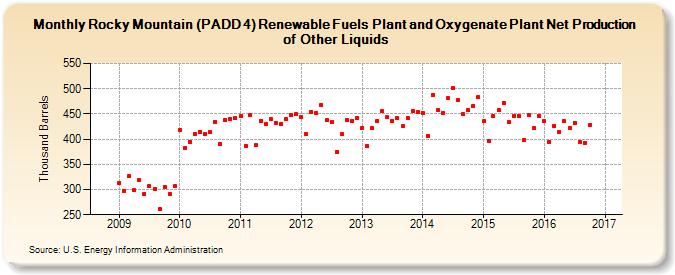 Monthly Rocky Mountain (PADD 4) Renewable Fuels Plant and Oxygenate Plant Net Production
of Other Liquids
Thousand Barrels
550
500
450
400
350
300
250
2009 2010 2011 2012 2013 2014 2015 2016 2017
Source: U.S. Energy Information Administration